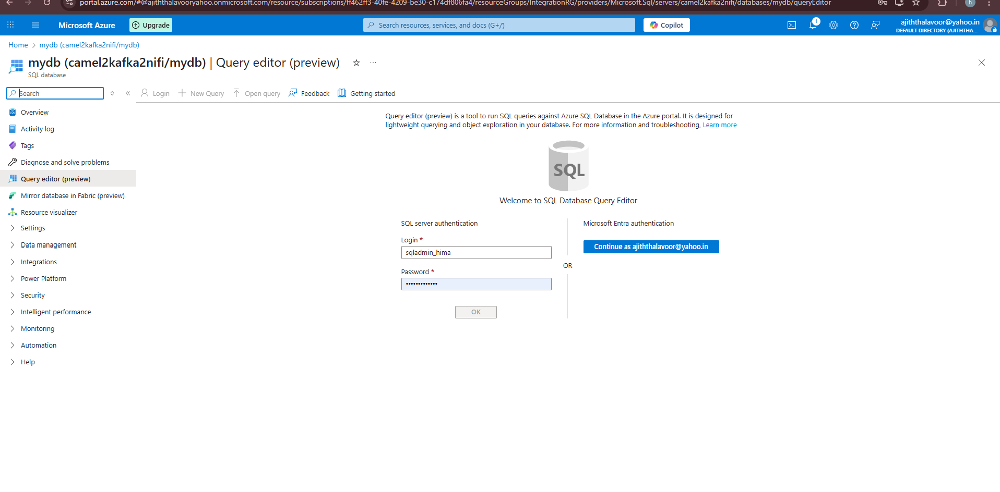 portal.azure.com/#@ajiththalavooryahoo.onmicrosoft.com/resource/subscriptions/ff462ff3-40fe-4209-be30-c174df806fa4/resourceGroups/IntegrationRG/providers/Microsoft.Sql/servers/camel2kafka2nifi/databases/mydb/queryEditor
h
Microsoft Azure
Upgrade
Search resources, services, and docs (G+/)
Copilot
1
ajiththalavoor@yahoo.in
DEFAULT DIRECTORY (AJITHTHA...
Home > mydb (camel2kafka2nifi/mydb)
mydb (camel2kafka2nifi/mydb) | Query editor (preview)
SQL database
Search
Login
New Query
Open query
Feedback
Getting started
Overview
Activity log
Tags
Diagnose and solve problems
Query editor (preview)
Mirror database in Fabric (preview)
Resource visualizer
Settings
Data management
Integrations
Power Platform
Security
Intelligent performance
Monitoring
Automation
Help
Query editor (preview) is a tool to run SQL queries against Azure SQL Database in the Azure portal. It is designed for
lightweight querying and object exploration in your database. For more information and troubleshooting, Learn more
SQL
Welcome to SQL Database Query Editor
SQL server authentication
Login *
sqladmin_hima
Password *
•••••••••••••
OK
OR
Microsoft Entra authentication
Continue as ajiththalavoor@yahoo.in